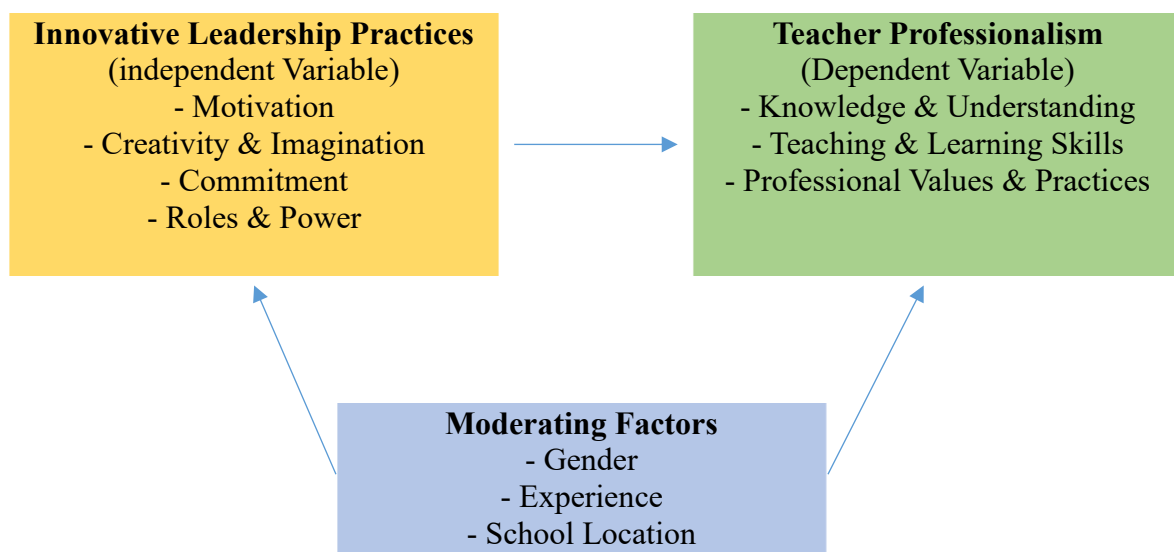 Innovative Leadership Practices
(independent Variable)
- Motivation
- Creativity & Imagination
- Commitment
- Roles & Power
Teacher Professionalism
(Dependent Variable)
- Knowledge & Understanding
- Teaching & Learning Skills
- Professional Values & Practices
Moderating Factors
- Gender
- Experience
- School Location